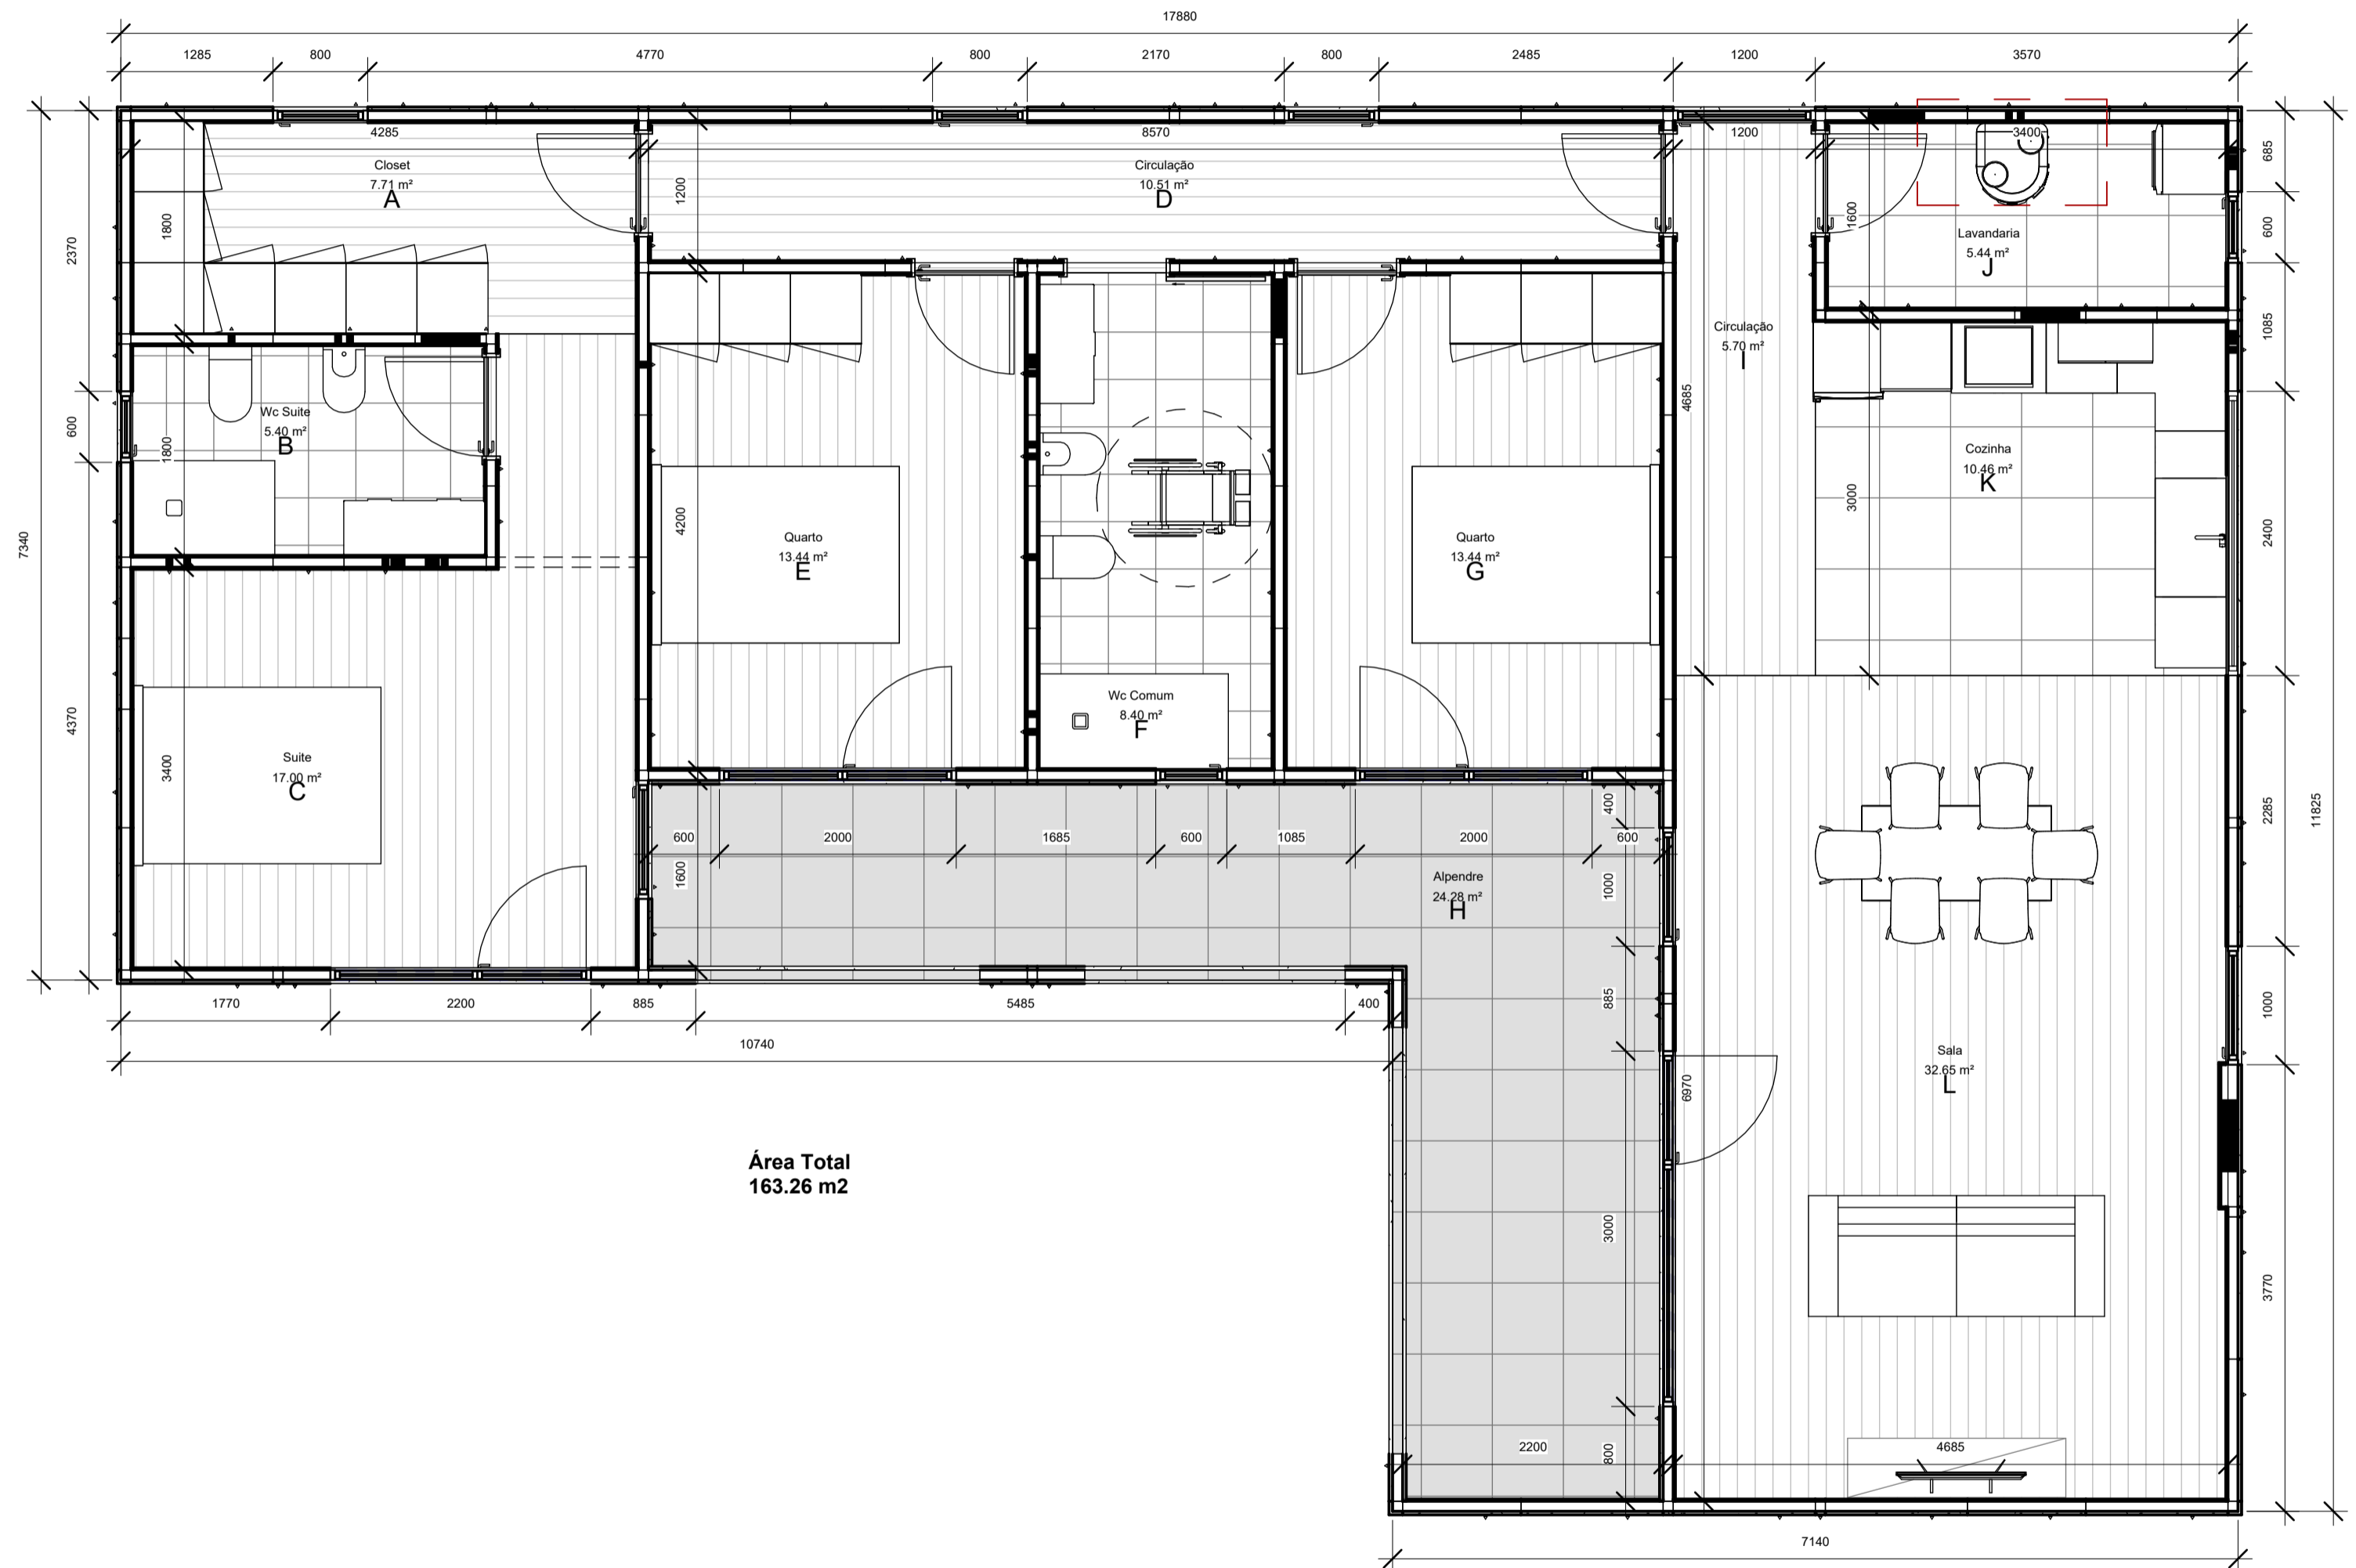 17880
1285
800
4770
800
2170
800
2485
1200
3570
4285
8570
1200
3400
Closet
7.71 m²
A
Circulação
10.51 m²
D
1800
1200
1600
Lavandaria
5.44 m²
J
685
600
1085
2400
2285
1000
3770
11825
7340
2370
600
4370
Circulação
5.70 m²
I
4685
Wc Suite
5.40 m²
B
1800
Cozinha
10.46 m²
K
3000
4200
Quarto
13.44 m²
E
Quarto
13.44 m²
G
Wc Comum
8.40 m²
F
Suite
17.00 m²
C
3400
600
2000
1685
600
1085
2000
600
400
1600
1000
Alpendre
24.28 m²
H
885
1770
2200
885
5485
400
10740
Sala
32.65 m²
L
6970
Área Total
163.26 m2
3000
2200
800
4685
7140